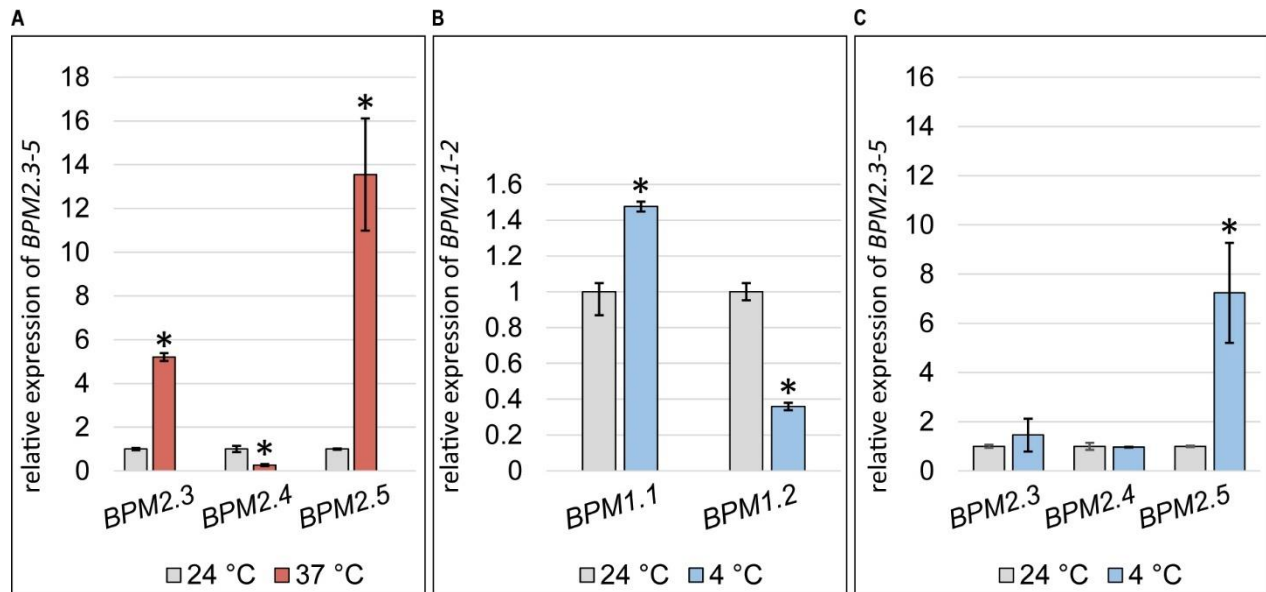 A
relative expression of BPM2.3-5
18
16
14
12
10
8
6
4
2
0
*
*
*
BPM2.3
BPM2.4
BPM2.5
24 °C
37 °C
B
relative expression of BPM2.1-2
1.6
1.4
1.2
1
0.8
0.6
0.4
0.2
0
*
*
BPM1.1
BPM1.2
24 °C
4 °C
C
relative expression of BPM2.3-5
16
14
12
10
8
6
4
2
0
*
BPM2.3
BPM2.4
BPM2.5
24 °C
4 °C